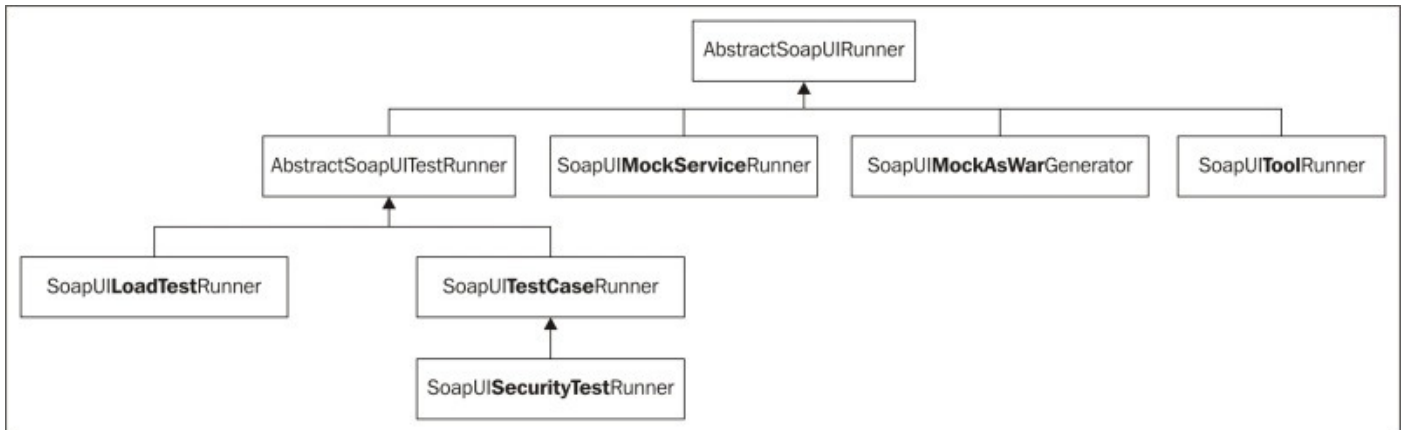 AbstractSoapUIRunner
AbstractSoapUITestRunner
SoapUIMockServiceRunner
SoapUIMockAsWarGenerator
SoapUIToolRunner
SoapUILoadTestRunner
SoapUITestCaseRunner
SoapUISecurityTestRunner